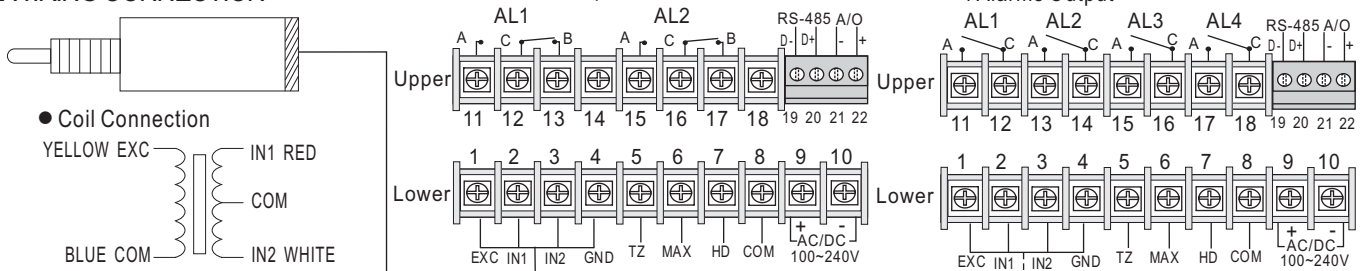 ● Coil Connection
YELLOW EXC
IN1 RED
COM
BLUE COM
IN2 WHITE
AL1 AL2 RS-485 A/O
A C B A C B D- D+ - +
Upper
11 12 13 14 15 16 17 18 19 20 21 22
1 2 3 4 5 6 7 8 9 10
Lower
+ -
EXC IN1 IN2 GND TZ MAX HD COM AC/DC
100~240V
AL1 AL2 AL3 AL4 RS-485 A/O
A C A C A C A C D- D+ - +
Upper
11 12 13 14 15 16 17 18 19 20 21 22
1 2 3 4 5 6 7 8 9 10
Lower
+ -
EXC IN1 IN2 GND TZ MAX HD COM AC/DC
100~240V